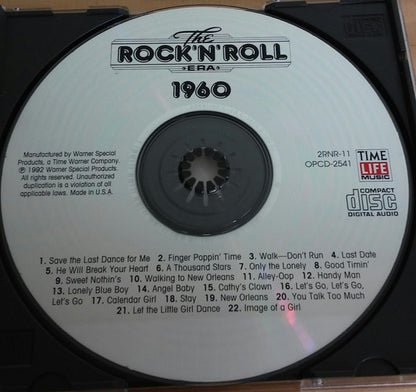 The
ROCK'N'ROLL
ERA
1960
Manufactured by Warner Special
Products, a Time Warner Company.
℗ 1992 Warner Special Products.
All rights reserved. Unauthorized
duplication is a violation of all
applicable laws. Made in U.S.A.
2RNR-11
OPCD-2541
TIME
LIFE
MUSIC
COMPACT
disc
DIGITAL AUDIO
1. Save the Last Dance for Me 2. Finger Poppin' Time 3. Walk—Don't Run 4. Last Date
5. He Will Break Your Heart 6. A Thousand Stars 7. Only the Lonely 8. Good Timin'
9. Sweet Nothin's 10. Walking to New Orleans 11. Alley-Oop 12. Handy Man
13. Lonely Blue Boy 14. Angel Baby 15. Cathy's Clown 16. Let's Go, Let's Go,
Let's Go 17. Calendar Girl 18. Stay 19. New Orleans 20. You Talk Too Much
21. Let the Little Girl Dance 22. Image of a Girl